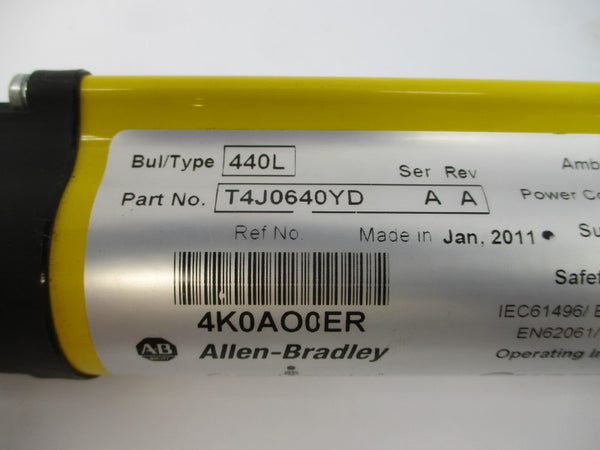 Bul/Type 440L
Ser Rev
Part No. T4J0640YD A A
Ref No. Made in Jan, 2011
4K0AO0ER
AB Allen-Bradley
Amb
Power Co
Su
Safet
IEC61496/ E
EN62061/
Operating In